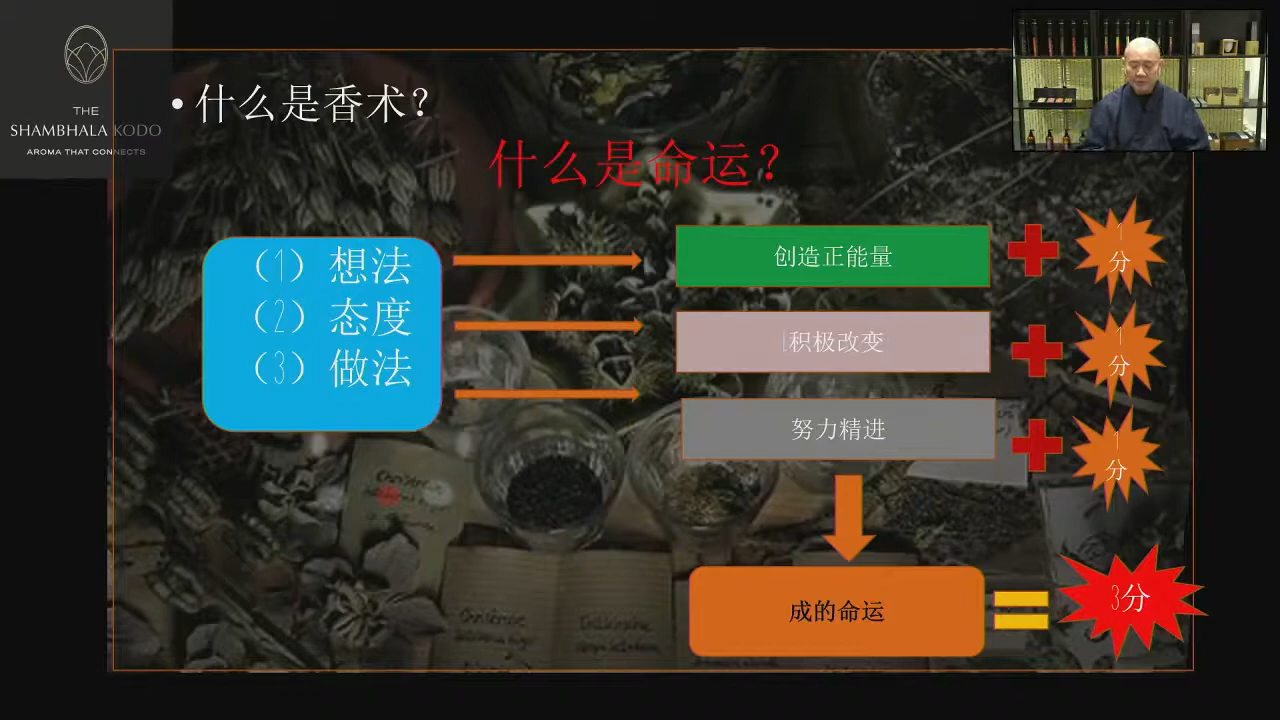 THE
SHAMBHALA KODO
AROMA THAT CONNECTS
• 什么是香术？
什么是命运？
（1）想法
（2）态度
（3）做法
创造正能量
1
分
积极改变
1
分
努力精进
1
分
成的命运
3分